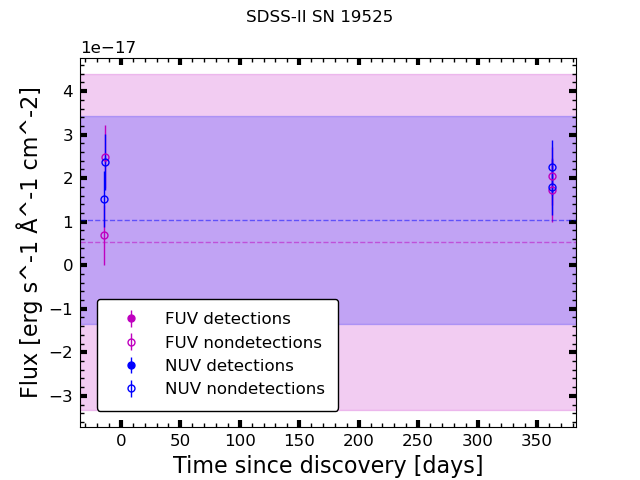 SDSS-II SN 19525
1e−17
4
3
2
1
0
−1
−2
−3
Flux [erg s^-1 Å^-1 cm^-2]
FUV detections
FUV nondetections
NUV detections
NUV nondetections
0 50 100 150 200 250 300 350
Time since discovery [days]